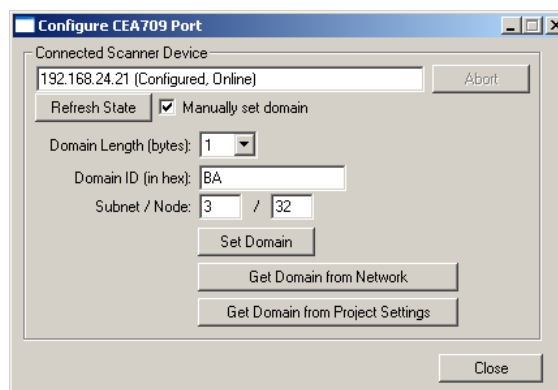 Configure CEA709 Port
Connected Scanner Device
192.168.24.21 (Configured, Online)
Abort
Refresh State
Manually set domain
Domain Length (bytes): 1
Domain ID (in hex): BA
Subnet / Node: 3 / 32
Set Domain
Get Domain from Network
Get Domain from Project Settings
Close